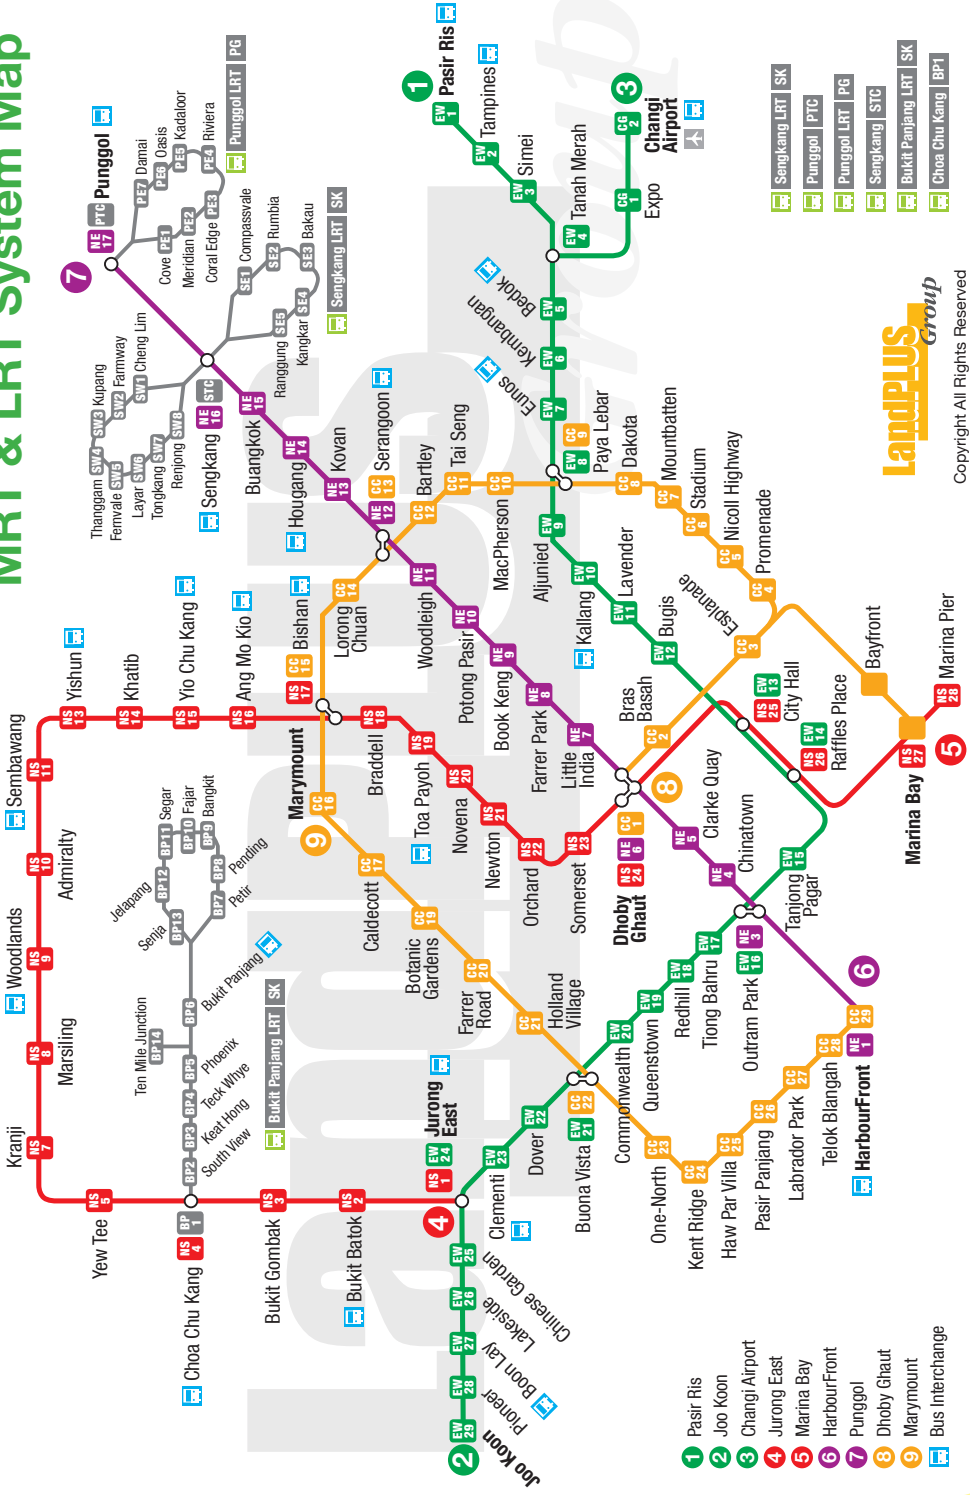 MRT & LRT System Map
NS 7 Kranji
NS 8 Marsiling
NS 9 Woodlands
NS 10 Admiralty
NS 11 Sembawang
NS 13 Yishun
NS 14 Khatib
NS 15 Yio Chu Kang
NS 16 Ang Mo Kio
NS 17 CC 15 Bishan
NS 18 Braddell
NS 19 Toa Payoh
NS 20 Novena
NS 21 Newton
NS 22 Orchard
NS 23 Somerset
NS 24 NE 6 CC 1
Dhoby Ghaut
8
NS 25 EW 13 City Hall
NS 26 EW 14 Raffles Place
NS 27 Marina Bay
NS 28 Marina Pier
5
NS 5 Yew Tee
NS 4 BP 1 Choa Chu Kang
NS 3 Bukit Gombak
NS 2 Bukit Batok
NS 1 EW 24
Jurong East
4
BP2 South View
BP3 Keat Hong
BP4 Teck Whye
BP5 Phoenix
BP6 Bukit Panjang
BP14 Ten Mile Junction
BP7 Petir
BP8 Pending
BP9 Bangkit
BP10 Fajar
BP11 Segar
BP12 Jelapang
BP13 Senja
Bukit Panjang LRT SK
7
NE 17 PTC Punggol
PE7 Damai
PE6 Oasis
PE5 Kadaloor
PE4 Riviera
PE3 Coral Edge
PE2 Meridian
PE1 Cove
Punggol LRT PG
NE 16 STC Sengkang
SE1 Compassvale
SE2 Rumbia
SE3 Bakau
SE4 Kangkar
SE5 Ranggung
SW1 Cheng Lim
SW2 Farmway
SW3 Kupang
SW4 Thanggam
SW5 Fernvale
SW6 Layar
SW7 Tongkang
SW8 Renjong
Sengkang LRT SK
NE 15 Buangkok
NE 14 Hougang
NE 13 Kovan
NE 12 CC 13 Serangoon
NE 11 Woodleigh
NE 10 Potong Pasir
NE 9 Book Keng
NE 8 Farrer Park
NE 7 Little India
NE 5 Clarke Quay
NE 4 Chinatown
EW 16 NE 3 Outram Park
NE 1 CC 29 HarbourFront
6
1
EW 1 Pasir Ris
EW 2 Tampines
EW 3 Simei
EW 4 Tanah Merah
CG 1 Expo
CG 2 Changi Airport
3
EW 5 Bedok
EW 6 Kembangan
EW 7 Eunos
EW 8 CC 9 Paya Lebar
EW 9 Aljunied
EW 10 Kallang
EW 11 Lavender
EW 12 Bugis
EW 15 Tanjong Pagar
EW 17 Tiong Bahru
EW 18 Redhill
EW 19 Queenstown
EW 20 Commonwealth
EW 21 CC 22 Buona Vista
EW 22 Dover
EW 23 Clementi
EW 25 Chinese Garden
EW 26 Lakeside
EW 27 Boon Lay
EW 28 Pioneer
EW 29 Joo Koon
2
CC 2 Bras Basah
CC 3 Esplanade
CC 4 Promenade
CC 5 Nicoll Highway
CC 6 Stadium
CC 7 Mountbatten
CC 8 Dakota
CC 10 MacPherson
CC 11 Tai Seng
CC 12 Bartley
CC 14 Lorong Chuan
CC 16 Marymount
9
CC 17 Caldecott
CC 19 Botanic Gardens
CC 20 Farrer Road
CC 21 Holland Village
CC 23 One-North
CC 24 Kent Ridge
CC 25 Haw Par Villa
CC 26 Pasir Panjang
CC 27 Labrador Park
CC 28 Telok Blangah
Bayfront
1 Pasir Ris
2 Joo Koon
3 Changi Airport
4 Jurong East
5 Marina Bay
6 HarbourFront
7 Punggol
8 Dhoby Ghaut
9 Marymount
Bus Interchange
Sengkang LRT SK
Punggol PTC
Punggol LRT PG
Sengkang STC
Bukit Panjang LRT SK
Choa Chu Kang BP1
LandPLUS
Group
Copyright All Rights Reserved
LandPLUS
Group